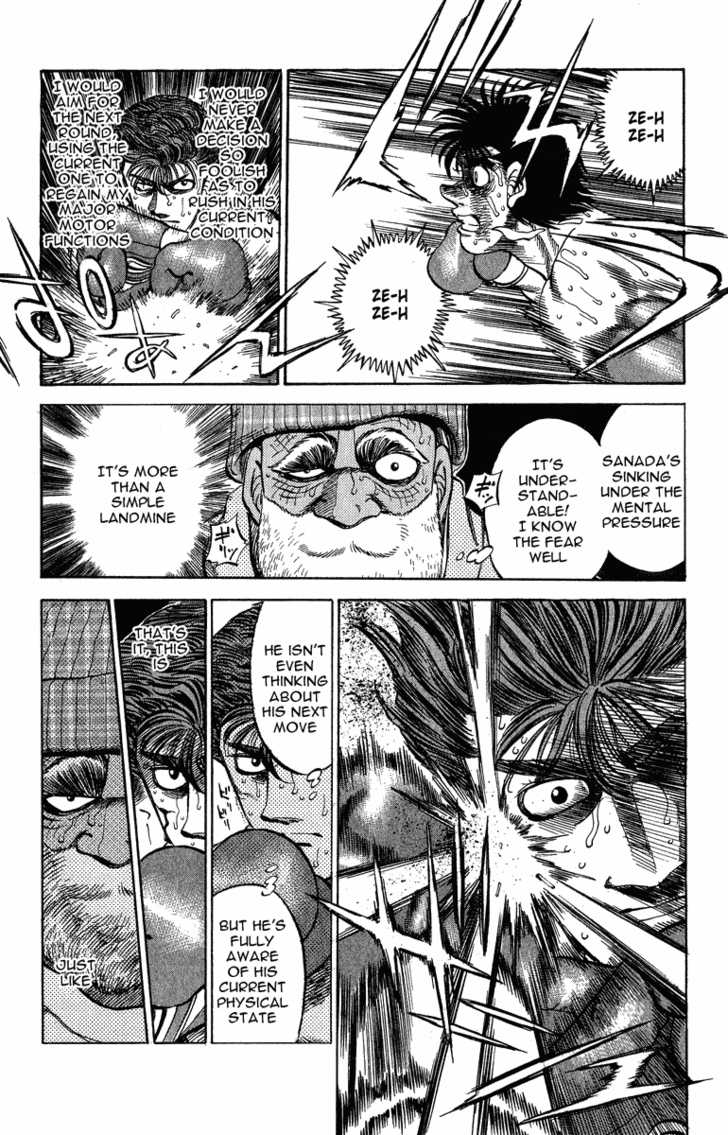 ZE-H
ZE-H
ZE-H
ZE-H
I WOULD
NEVER
MAKE A
DECISION
SO
FOOLISH
AS TO
RUSH IN HIS
CURRENT
CONDITION
I WOULD
AIM FOR
THE NEXT
ROUND,
USING THE
CURRENT
ONE TO
REGAIN MY
MAJOR
MOTOR
FUNCTIONS
SANADA'S
SINKING
UNDER THE
MENTAL
PRESSURE
IT'S
UNDER-
STAND-
ABLE!
I KNOW
THE FEAR
WELL
IT'S MORE
THAN A
SIMPLE
LANDMINE
HE ISN'T
EVEN
THINKING
ABOUT
HIS NEXT
MOVE
BUT HE'S
FULLY
AWARE
OF HIS
CURRENT
PHYSICAL
STATE
THAT'S
IT, THIS
IS
JUST
LIKE